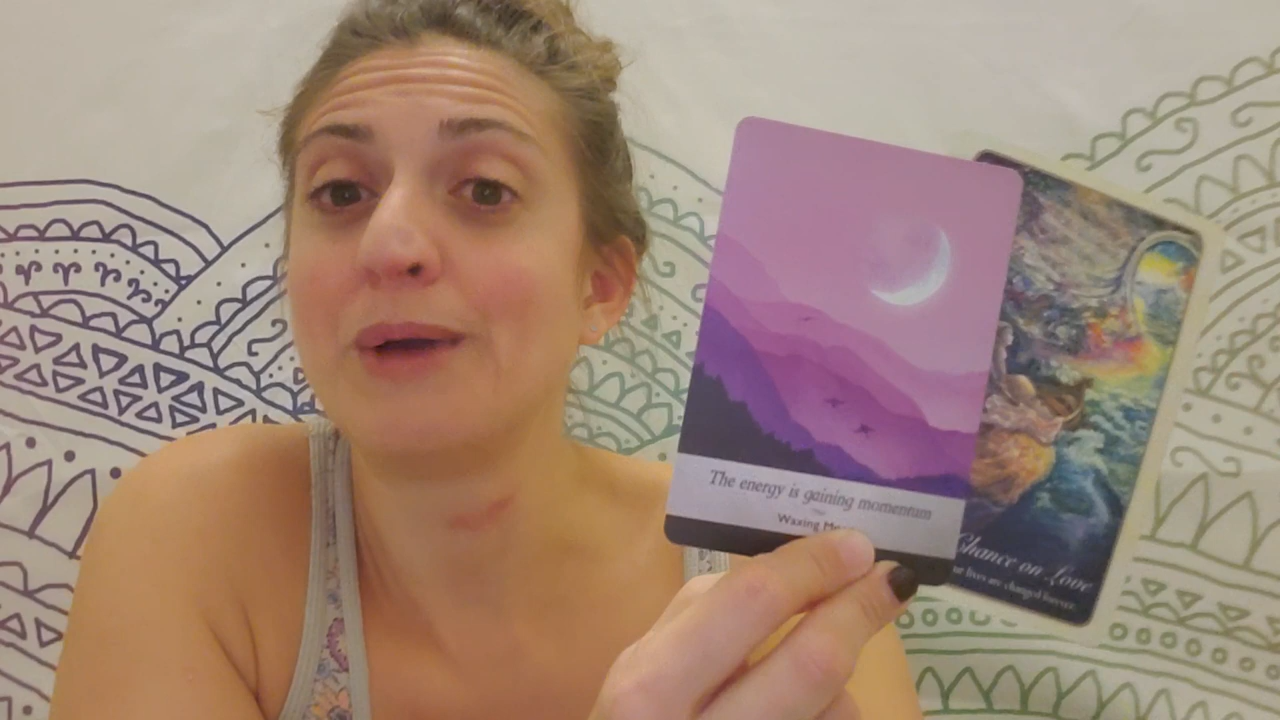 The energy is gaining momentum
Waxing
Chance on Love
lives are changed forever.